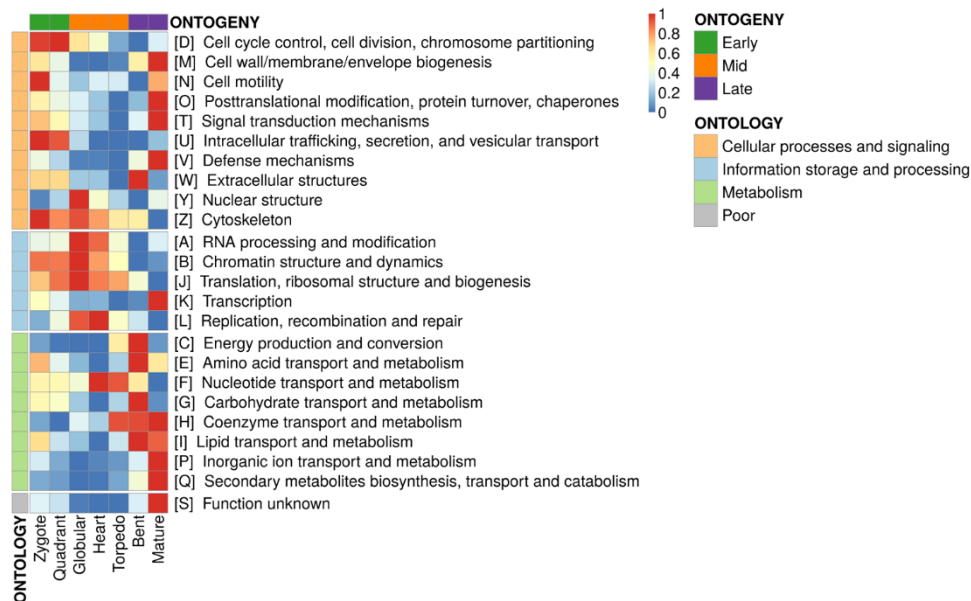 ONTOGENY
[D] Cell cycle control, cell division, chromosome partitioning
[M] Cell wall/membrane/envelope biogenesis
[N] Cell motility
[O] Posttranslational modification, protein turnover, chaperones
[T] Signal transduction mechanisms
[U] Intracellular trafficking, secretion, and vesicular transport
[V] Defense mechanisms
[W] Extracellular structures
[Y] Nuclear structure
[Z] Cytoskeleton
[A] RNA processing and modification
[B] Chromatin structure and dynamics
[J] Translation, ribosomal structure and biogenesis
[K] Transcription
[L] Replication, recombination and repair
[C] Energy production and conversion
[E] Amino acid transport and metabolism
[F] Nucleotide transport and metabolism
[G] Carbohydrate transport and metabolism
[H] Coenzyme transport and metabolism
[I] Lipid transport and metabolism
[P] Inorganic ion transport and metabolism
[Q] Secondary metabolites biosynthesis, transport and catabolism
[S] Function unknown
ONTOLOGY
Zygote
Quadrant
Globular
Heart
Torpedo
Bent
Mature
1
0.8
0.6
0.4
0.2
0
ONTOGENY
Early
Mid
Late
ONTOLOGY
Cellular processes and signaling
Information storage and processing
Metabolism
Poor